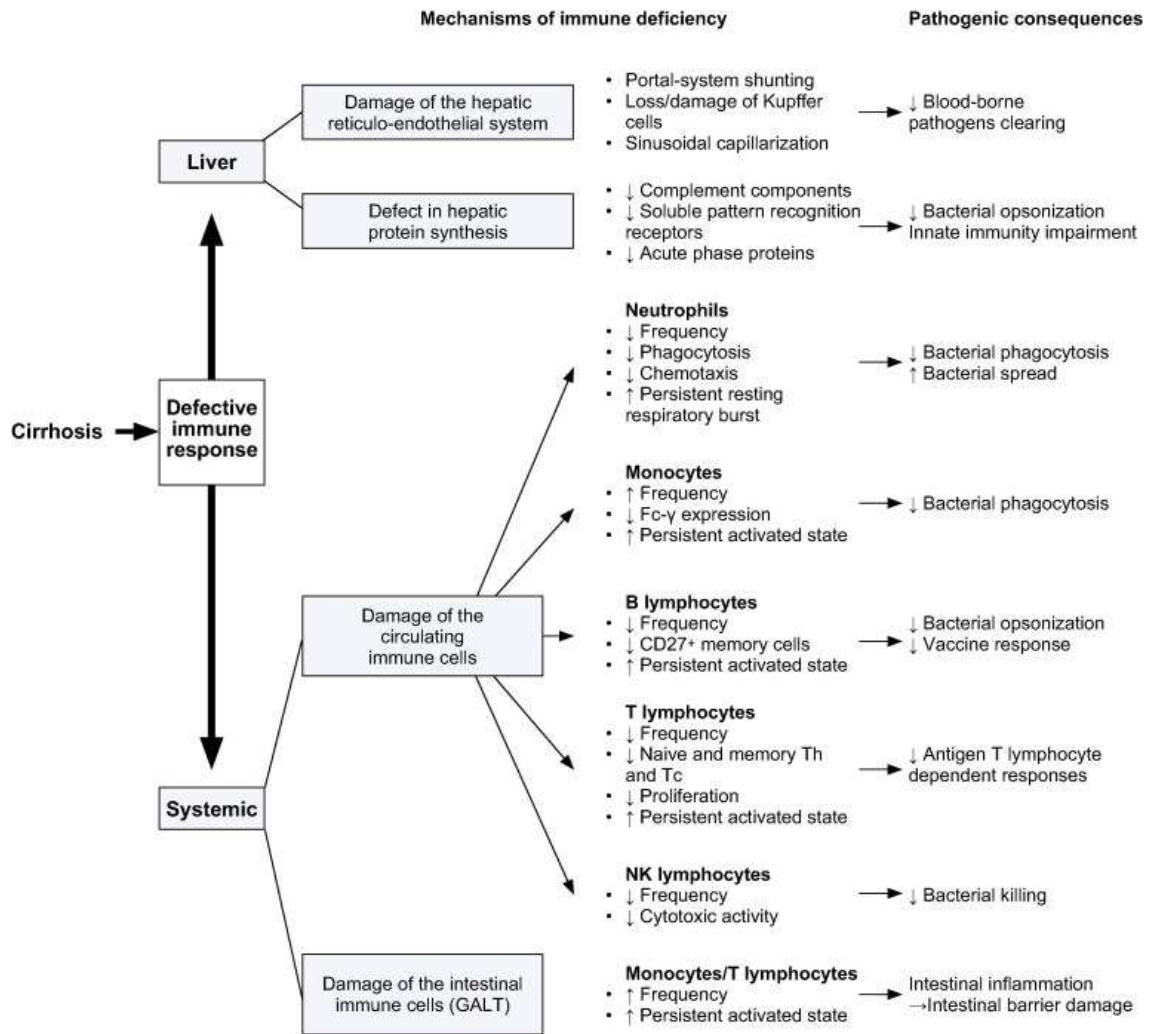 Mechanisms of immune deficiency
Pathogenic consequences
Damage of the hepatic
reticulo-endothelial system
• Portal-system shunting
• Loss/damage of Kupffer
cells
• Sinusoidal capillarization
↓ Blood-borne
pathogens clearing
Liver
Defect in hepatic
protein synthesis
• ↓ Complement components
• ↓ Soluble pattern recognition
receptors
• ↓ Acute phase proteins
↓ Bacterial opsonization
Innate immunity impairment
Cirrhosis
Defective
immune
response
Neutrophils
• ↓ Frequency
• ↓ Phagocytosis
• ↓ Chemotaxis
• ↑ Persistent resting
respiratory burst
↓ Bacterial phagocytosis
↑ Bacterial spread
Monocytes
• ↑ Frequency
• ↓ Fc-γ expression
• ↑ Persistent activated state
↓ Bacterial phagocytosis
Damage of the
circulating
immune cells
B lymphocytes
• ↓ Frequency
• ↓ CD27⁺ memory cells
• ↑ Persistent activated state
↓ Bacterial opsonization
↓ Vaccine response
T lymphocytes
• ↓ Frequency
• ↓ Naive and memory Th
and Tc
• ↓ Proliferation
• ↑ Persistent activated state
↓ Antigen T lymphocyte
dependent responses
Systemic
NK lymphocytes
• ↓ Frequency
• ↓ Cytotoxic activity
↓ Bacterial killing
Damage of the intestinal
immune cells (GALT)
Monocytes/T lymphocytes
• ↑ Frequency
• ↑ Persistent activated state
Intestinal inflammation
→Intestinal barrier damage